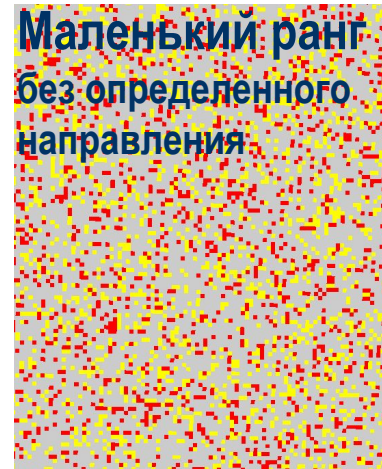 Маленький ранг
без определенного
направления